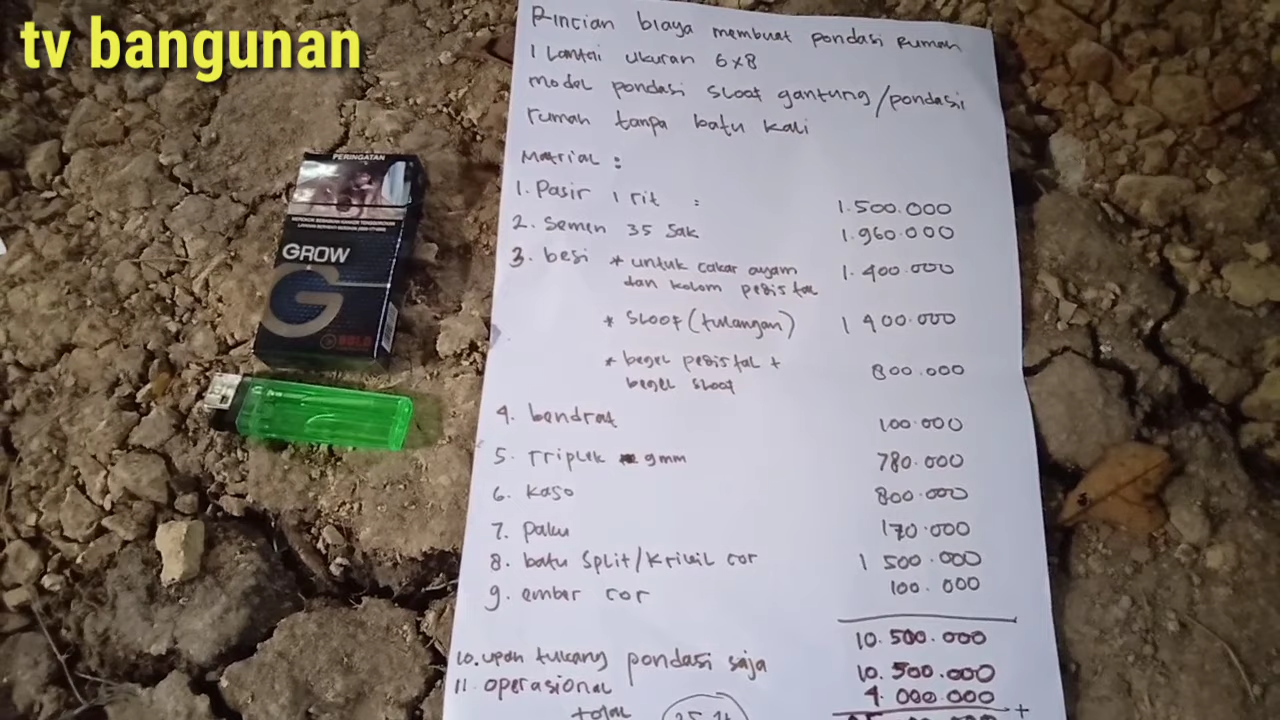 tv bangunan
Rincian biaya membuat pondasi Rumah
1 Lantai ukuran 6x8
model pondasi sloof gantung/pondasi
rumah tanpa batu kali
Matrial :
1. Pasir 1 rit : 1.500.000
2. Semen 35 Sak 1.960.000
3. besi * untuk cakar ayam 1.400.000
dan kolom pedistal
* Sloof (tulangan) 1 400.000
* begel pedistal + 800.000
begel sloof
4. bendrat 100.000
5. Triplek 9mm 780.000
6. Kaso 800.000
7. Paku 170.000
8. batu Split/Krikil cor 1 500.000
9. ember cor 100.000
10.500.000
10. upah tukang pondasi saja 10.500.000
11. operasional 4.000.000
+
total
PERINGATAN
GROW
G
BOLD